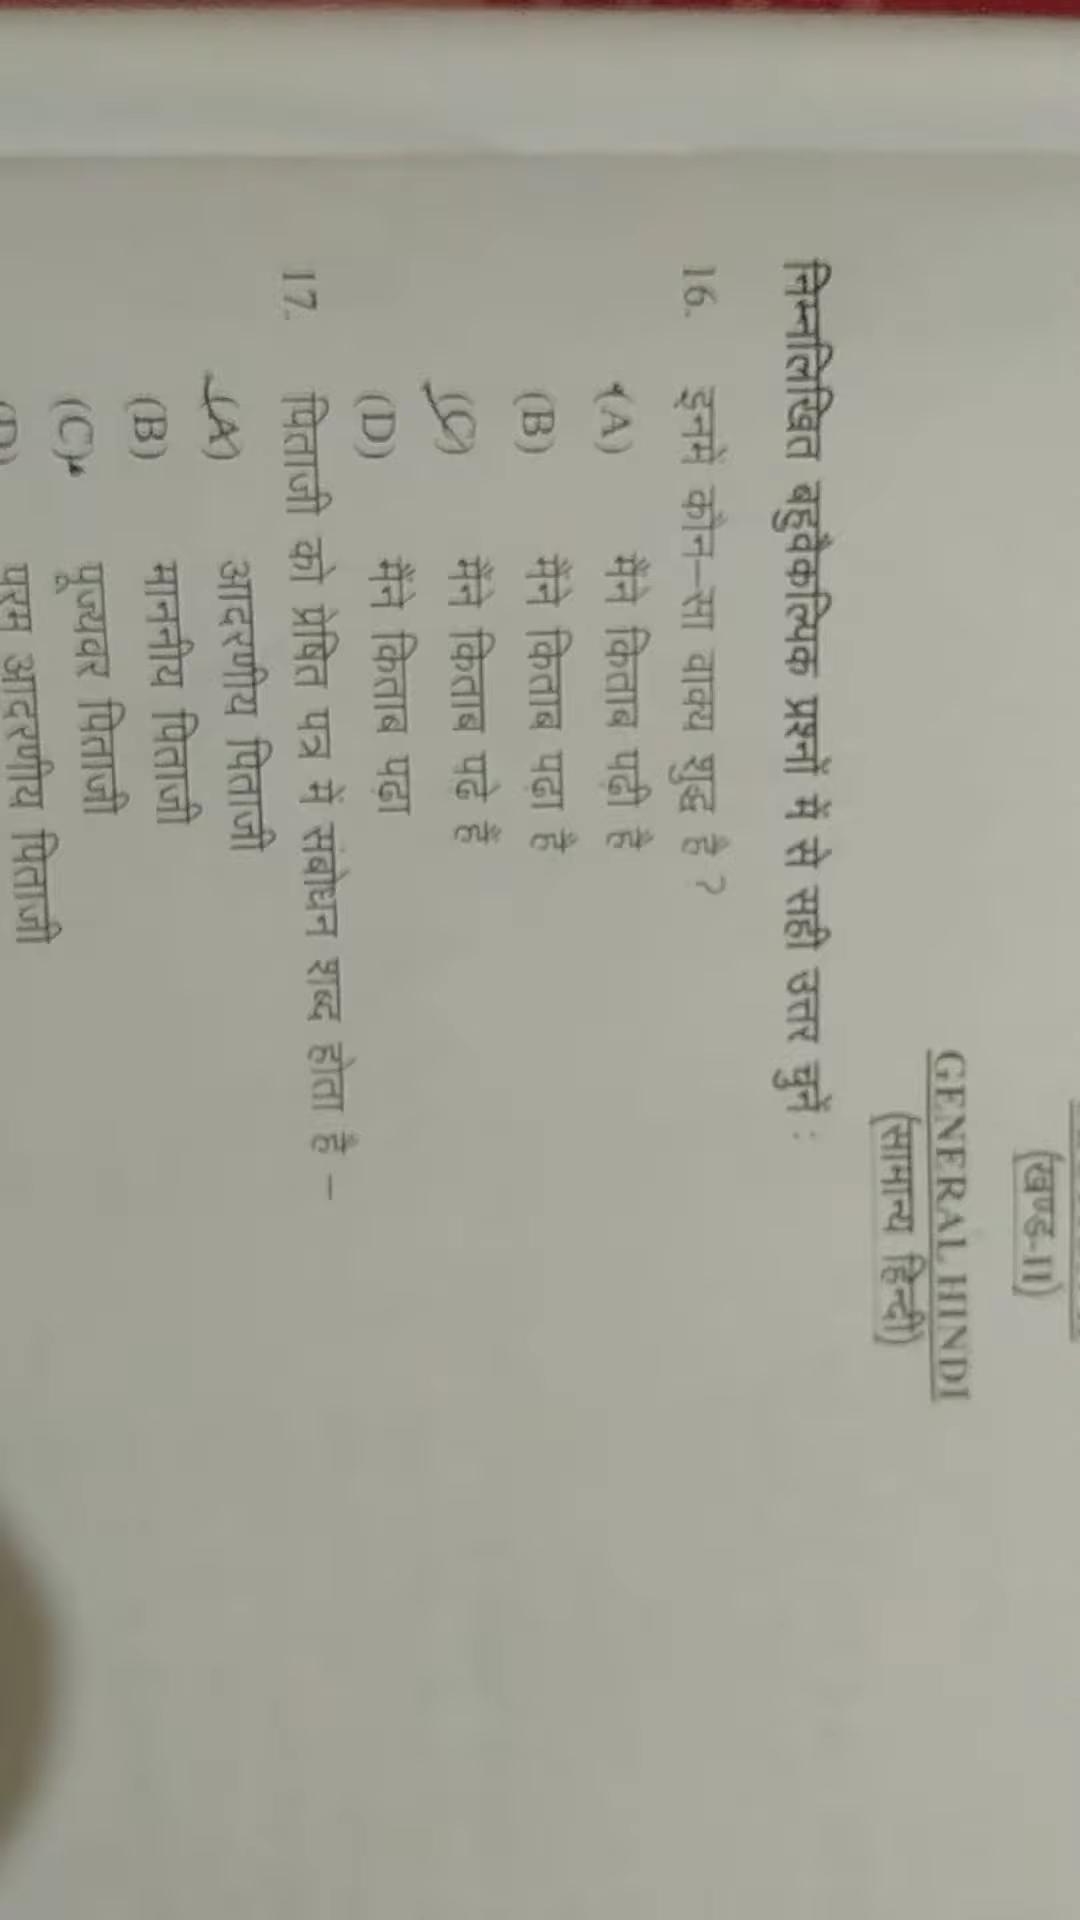 (खण्ड-II)
GENERAL HINDI
(सामान्य हिन्दी)
निम्नलिखित बहुवैकल्पिक प्रश्नों में से सही उत्तर चुनें :
16. इनमें कौन–सा वाक्य शुद्ध है ?
(A) मैंने किताब पढ़ी है
(B) मैंने किताब पढ़ा है
(C) मैंने किताब पढ़े हैं
(D) मैंने किताब पढ़ा
17. पिताजी को प्रेषित पत्र में संबोधन शब्द होता है –
(A) आदरणीय पिताजी
(B) माननीय पिताजी
(C) पूज्यवर पिताजी
(D) परम आदरणीय पिताजी